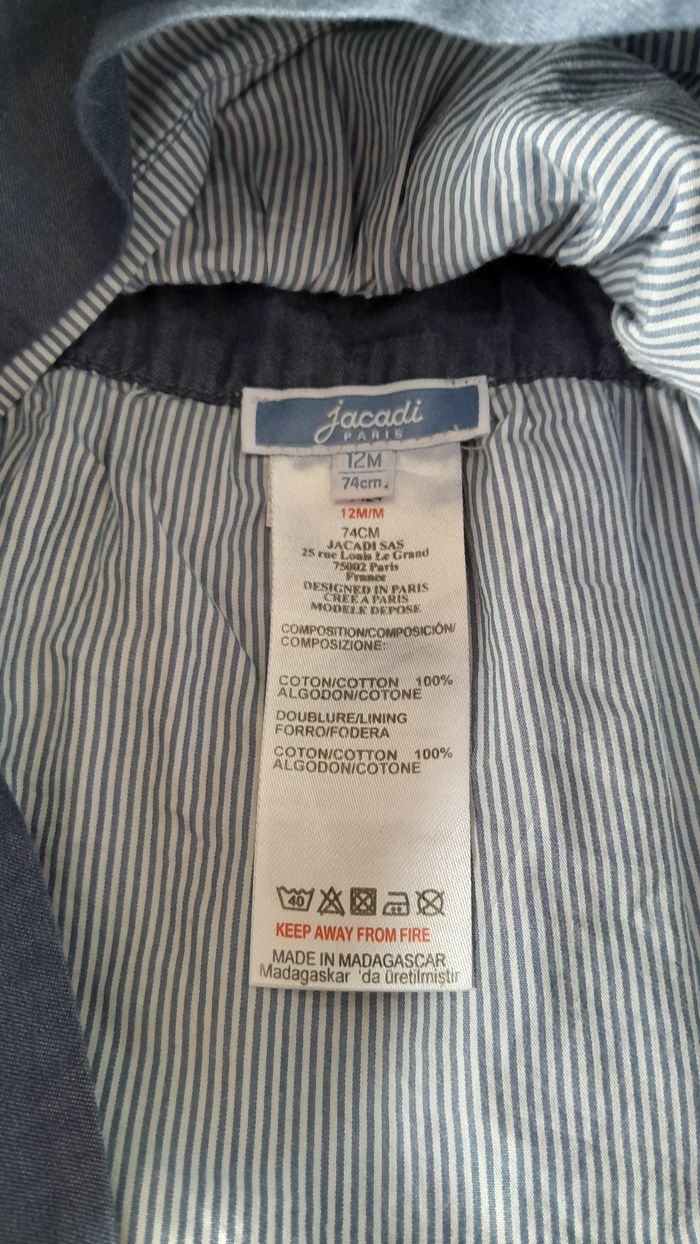 jacadi
PARIS
12M
74cm
12M/M
74CM
JACADI SAS
25 rue Louis Le Grand
75002 Paris
France
DESIGNED IN PARIS
CREE A PARIS
MODELE DEPOSE
COMPOSITION/COMPOSICIÓN/
COMPOSIZIONE:
COTON/COTTON 100%
ALGODON/COTONE
DOUBLURE/LINING
FORRO/FODERA
COTON/COTTON 100%
ALGODON/COTONE
40
KEEP AWAY FROM FIRE
MADE IN MADAGASCAR
Madagaskar 'da üretilmiştir